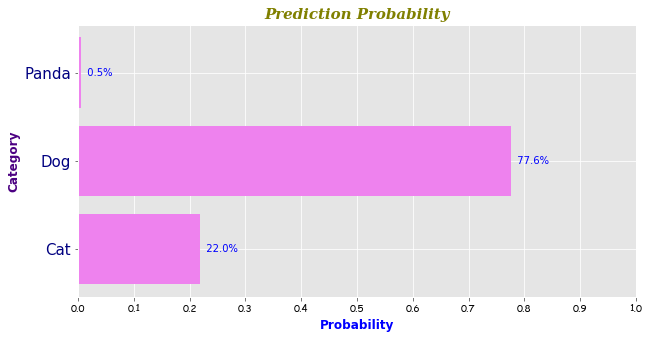 Prediction Probability
Panda
0.5%
Dog
77.6%
Category
Cat
22.0%
0.0 0.1 0.2 0.3 0.4 0.5 0.6 0.7 0.8 0.9 1.0
Probability